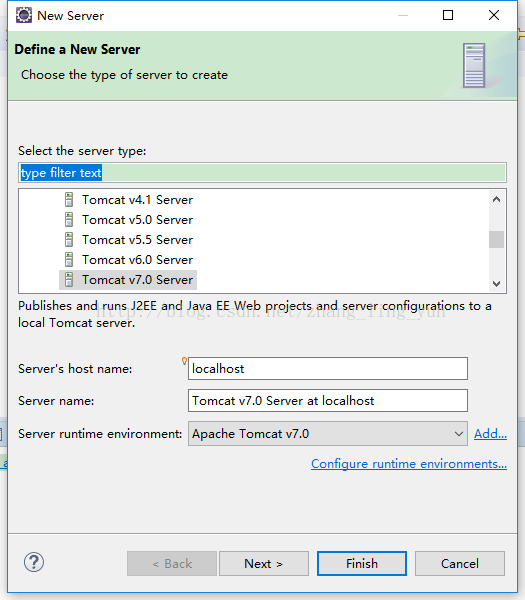 New Server
Define a New Server
Choose the type of server to create
Select the server type:
type filter text
Tomcat v4.1 Server
Tomcat v5.0 Server
Tomcat v5.5 Server
Tomcat v6.0 Server
Tomcat v7.0 Server
Publishes and runs J2EE and Java EE Web projects and server configurations to a
local Tomcat server.
http://blog.csdn.net/zhang_ling_yun
Server's host name:
localhost
Server name:
Tomcat v7.0 Server at localhost
Server runtime environment:
Apache Tomcat v7.0
Add...
Configure runtime environments...
?
< Back
Next >
Finish
Cancel